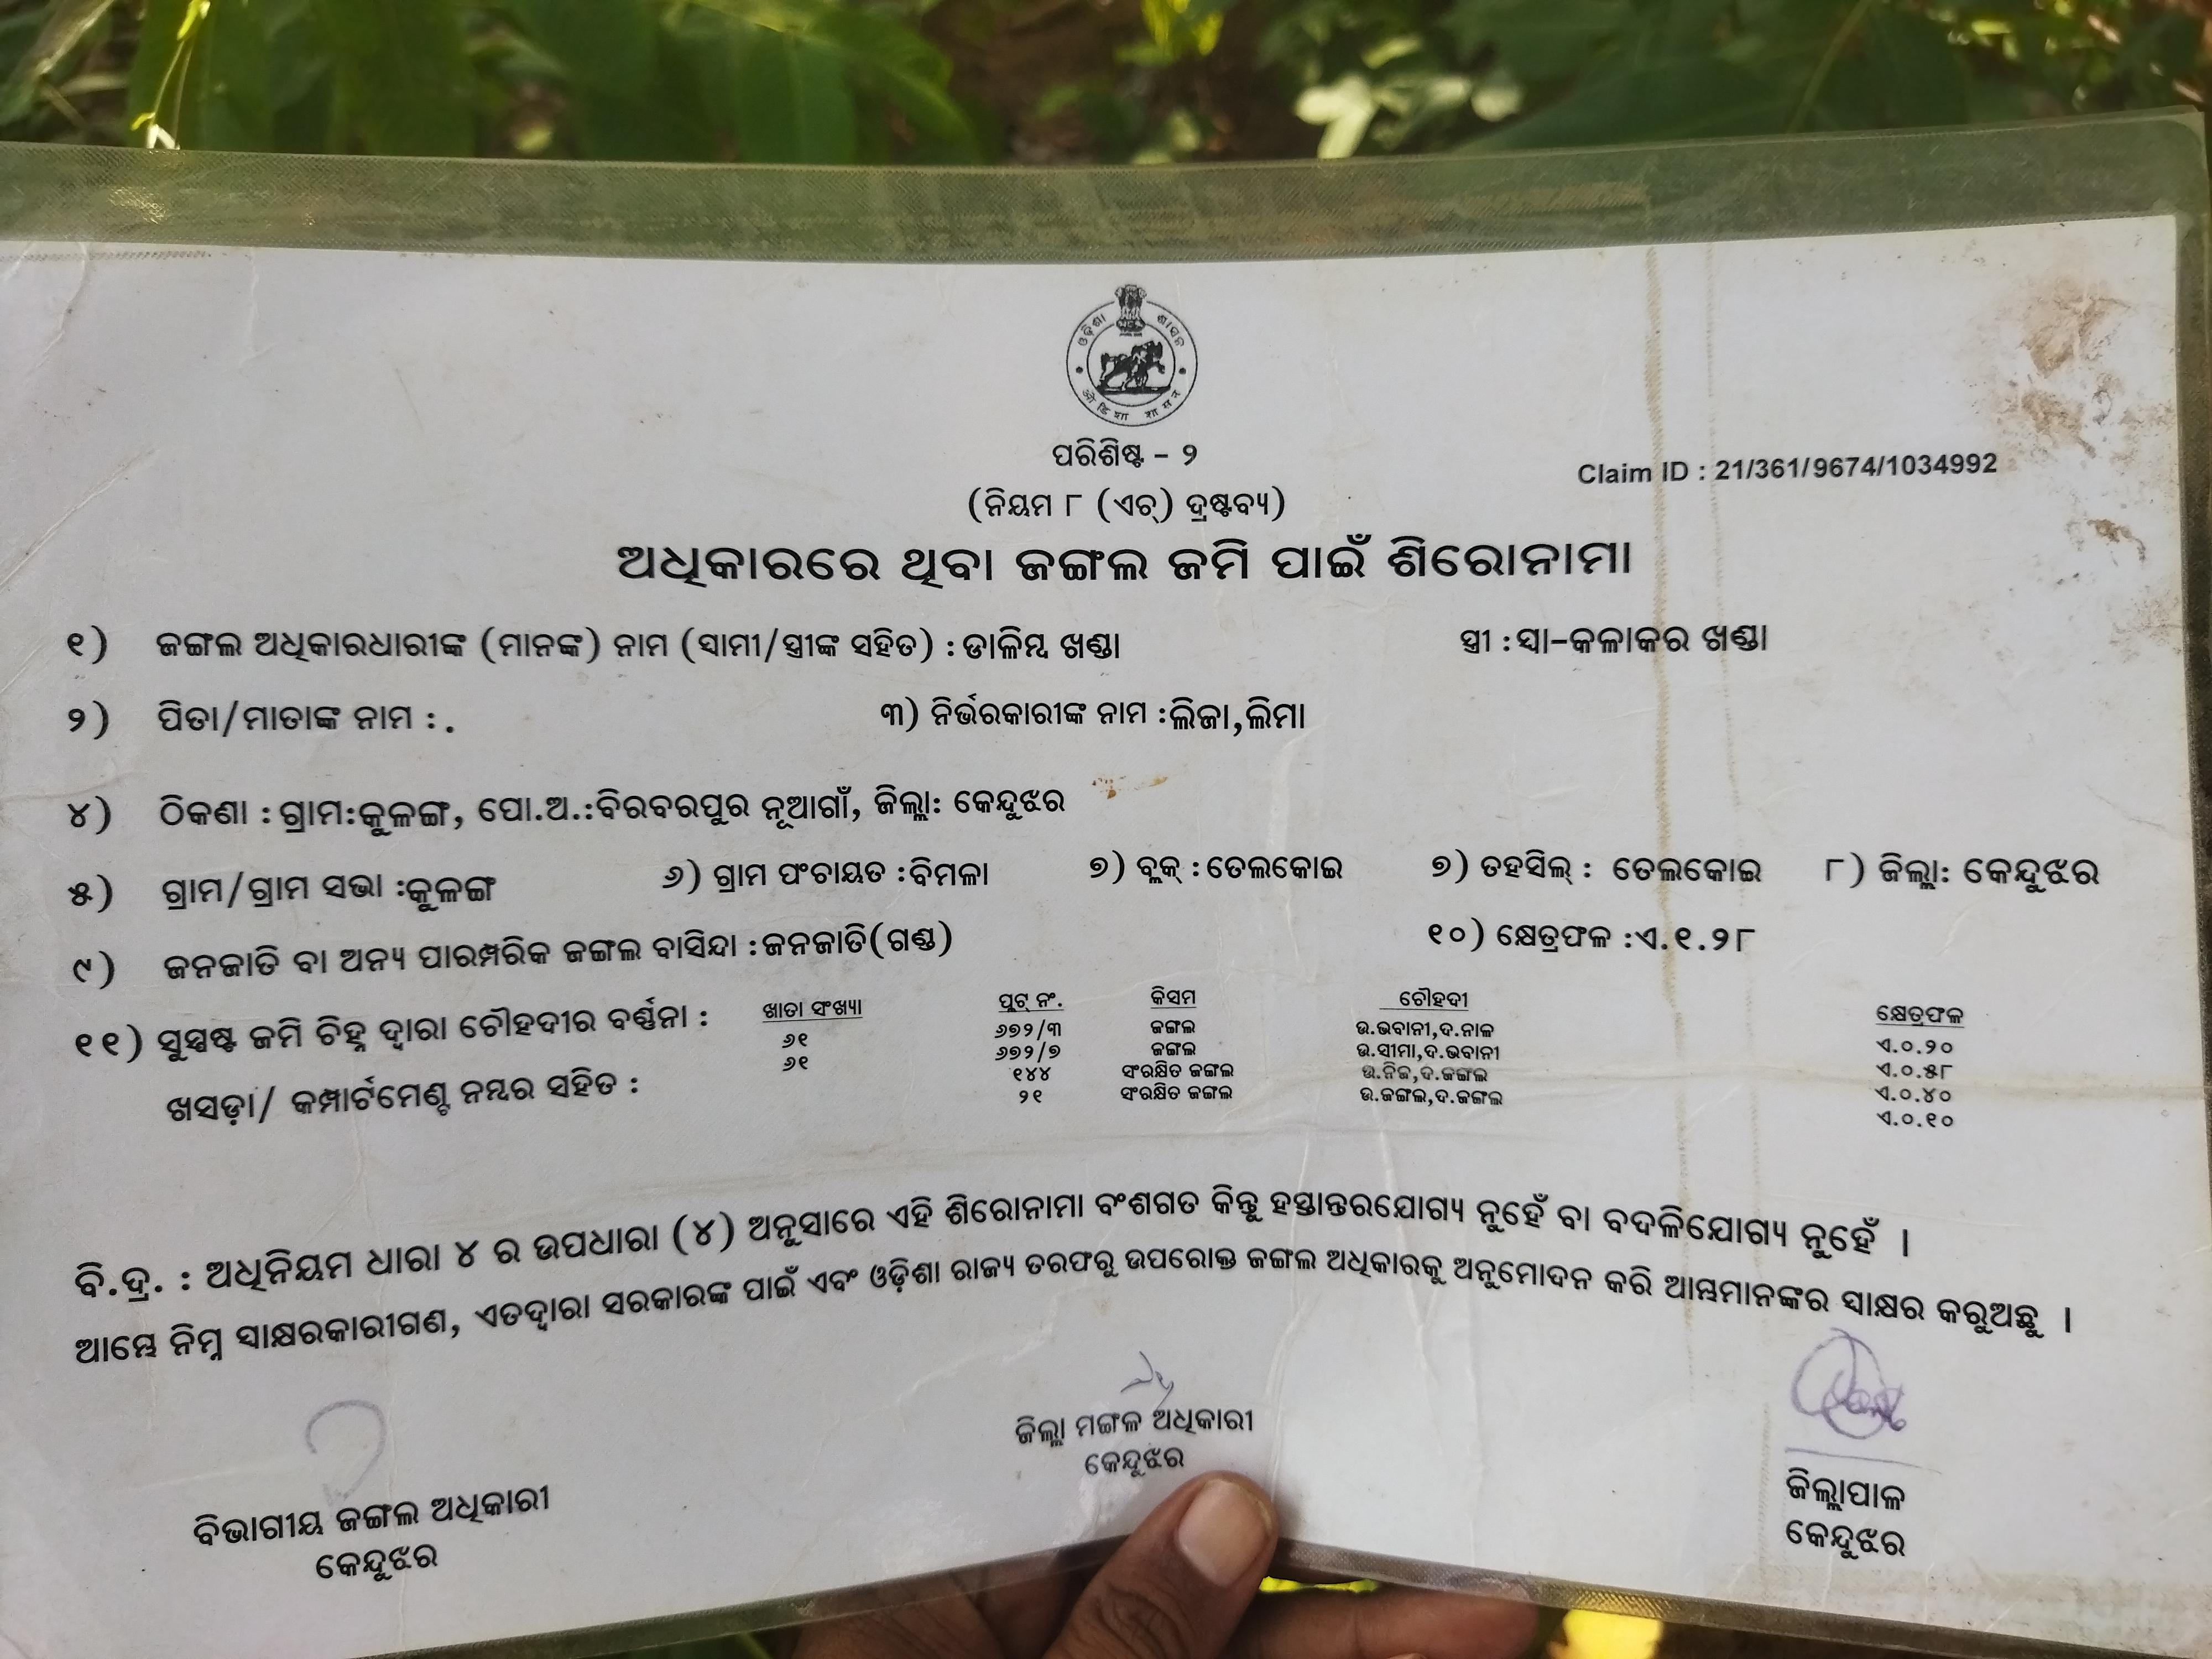 ଓଡ଼ିଶା ଶାସନ
ओडिशा शासन
ପରିଶିଷ୍ଟ - ୨
Claim ID : 21/361/9674/1034992
(ନିୟମ ୮ (ଏଚ୍) ଦ୍ରଷ୍ଟବ୍ୟ)
ଅଧିକାରରେ ଥିବା ଜଙ୍ଗଲ ଜମି ପାଇଁ ଶିରୋନାମା
୧) ଜଙ୍ଗଲ ଅଧିକାରଧାରୀଙ୍କ (ମାନଙ୍କ) ନାମ (ସ୍ୱାମୀ/ସ୍ତ୍ରୀଙ୍କ ସହିତ) : ଡାଳିମ୍ବ ଖଣ୍ଡା ସ୍ତ୍ରୀ : ସ୍ୱା-କଳାକର ଖଣ୍ଡା
୨) ପିତା/ମାତାଙ୍କ ନାମ : . ୩) ନିର୍ଭରକାରୀଙ୍କ ନାମ :ଲିଜା,ଲିମା
୪) ଠିକଣା : ଗ୍ରାମ:କୁଳଙ୍ଗ, ପୋ.ଅ.:ବିରବରପୁର ନୂଆଗାଁ, ଜିଲ୍ଲା: କେନ୍ଦୁଝର
୫) ଗ୍ରାମ/ଗ୍ରାମ ସଭା :କୁଳଙ୍ଗ ୬) ଗ୍ରାମ ପଂଚାୟତ :ବିମଳା ୭) ବ୍ଲକ୍ : ତେଲକୋଇ ୭) ତହସିଲ୍ : ତେଲକୋଇ ୮) ଜିଲ୍ଲା: କେନ୍ଦୁଝର
୯) ଜନଜାତି ବା ଅନ୍ୟ ପାରମ୍ପରିକ ଜଙ୍ଗଲ ବାସିନ୍ଦା : ଜନଜାତି(ଗଣ୍ଡ) ୧୦) କ୍ଷେତ୍ରଫଳ :ଏ.୧.୨୮
୧୧) ସୁସ୍ପଷ୍ଟ ଜମି ଚିହ୍ନ ଦ୍ୱାରା ଚୌହଦୀର ବର୍ଣ୍ଣନା : ଖାତା ସଂଖ୍ୟା ପ୍ଲଟ୍ ନଂ. କିସମ ଚୌହଦୀ କ୍ଷେତ୍ରଫଳ
୬୧ ୬୭୨/୩ ଜଙ୍ଗଲ ଉ.ଭବାନୀ,ଦ.ନାଳ ଏ.୦.୨୦
୬୧ ୬୭୨/୭ ଜଙ୍ଗଲ ଉ.ସୀମା,ଦ.ଭବାନୀ ଏ.୦.୫୮
ଖସଡ଼ା/ କମ୍ପାର୍ଟମେଣ୍ଟ ନମ୍ବର ସହିତ : ୧୪୪ ସଂରକ୍ଷିତ ଜଙ୍ଗଲ ଉ.ନିଜ,ଦ.ଜଙ୍ଗଲ ଏ.୦.୪୦
୨୧ ସଂରକ୍ଷିତ ଜଙ୍ଗଲ ଉ.ଜଙ୍ଗଲ,ଦ.ଜଙ୍ଗଲ ଏ.୦.୧୦
ବି.ଦ୍ର. : ଅଧିନିୟମ ଧାରା ୪ ର ଉପଧାରା (୪) ଅନୁସାରେ ଏହି ଶିରୋନାମା ବଂଶଗତ କିନ୍ତୁ ହସ୍ତାନ୍ତରଯୋଗ୍ୟ ନୁହେଁ ବା ବଦଳିଯୋଗ୍ୟ ନୁହେଁ ।
ଆମ୍ଭେ ନିମ୍ନ ସାକ୍ଷରକାରୀଗଣ, ଏତଦ୍ୱାରା ସରକାରଙ୍କ ପାଇଁ ଏବଂ ଓଡ଼ିଶା ରାଜ୍ୟ ତରଫରୁ ଉପରୋକ୍ତ ଜଙ୍ଗଲ ଅଧିକାରକୁ ଅନୁମୋଦନ କରି ଆମ୍ଭମାନଙ୍କର ସ୍ୱାକ୍ଷର କରୁଅଛୁ ।
ବିଭାଗୀୟ ଜଙ୍ଗଲ ଅଧିକାରୀ
କେନ୍ଦୁଝର
ଜିଲ୍ଲା ମଙ୍ଗଳ ଅଧିକାରୀ
କେନ୍ଦୁଝର
ଜିଲ୍ଲାପାଳ
କେନ୍ଦୁଝର